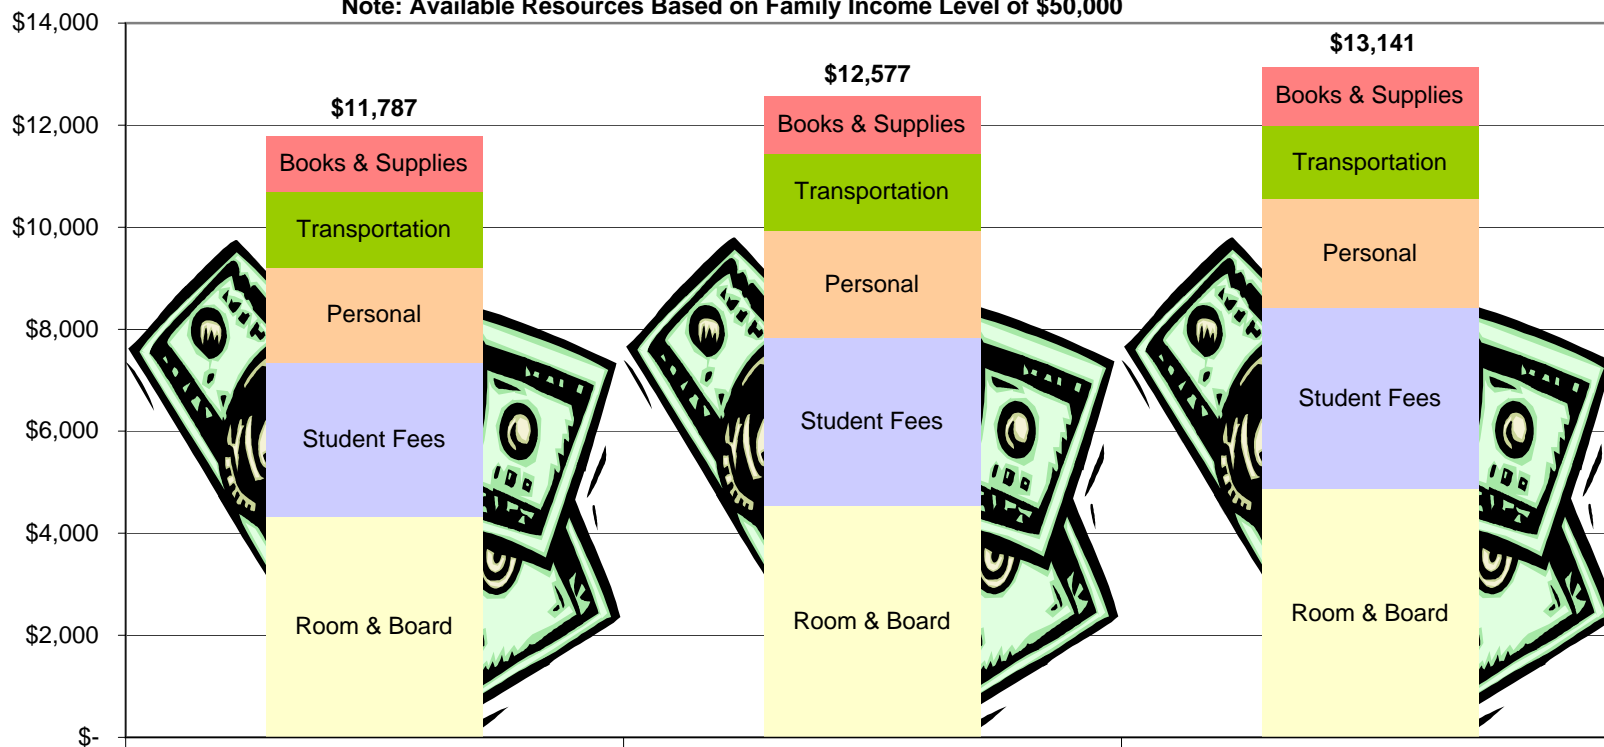 Note: Available Resources Based on Family Income Level of $50,000
$14,000
$12,000
$10,000
$8,000
$6,000
$4,000
$2,000
$-
$11,787
Books & Supplies
Transportation
Personal
Student Fees
Room & Board
$12,577
Books & Supplies
Transportation
Personal
Student Fees
Room & Board
$13,141
Books & Supplies
Transportation
Personal
Student Fees
Room & Board